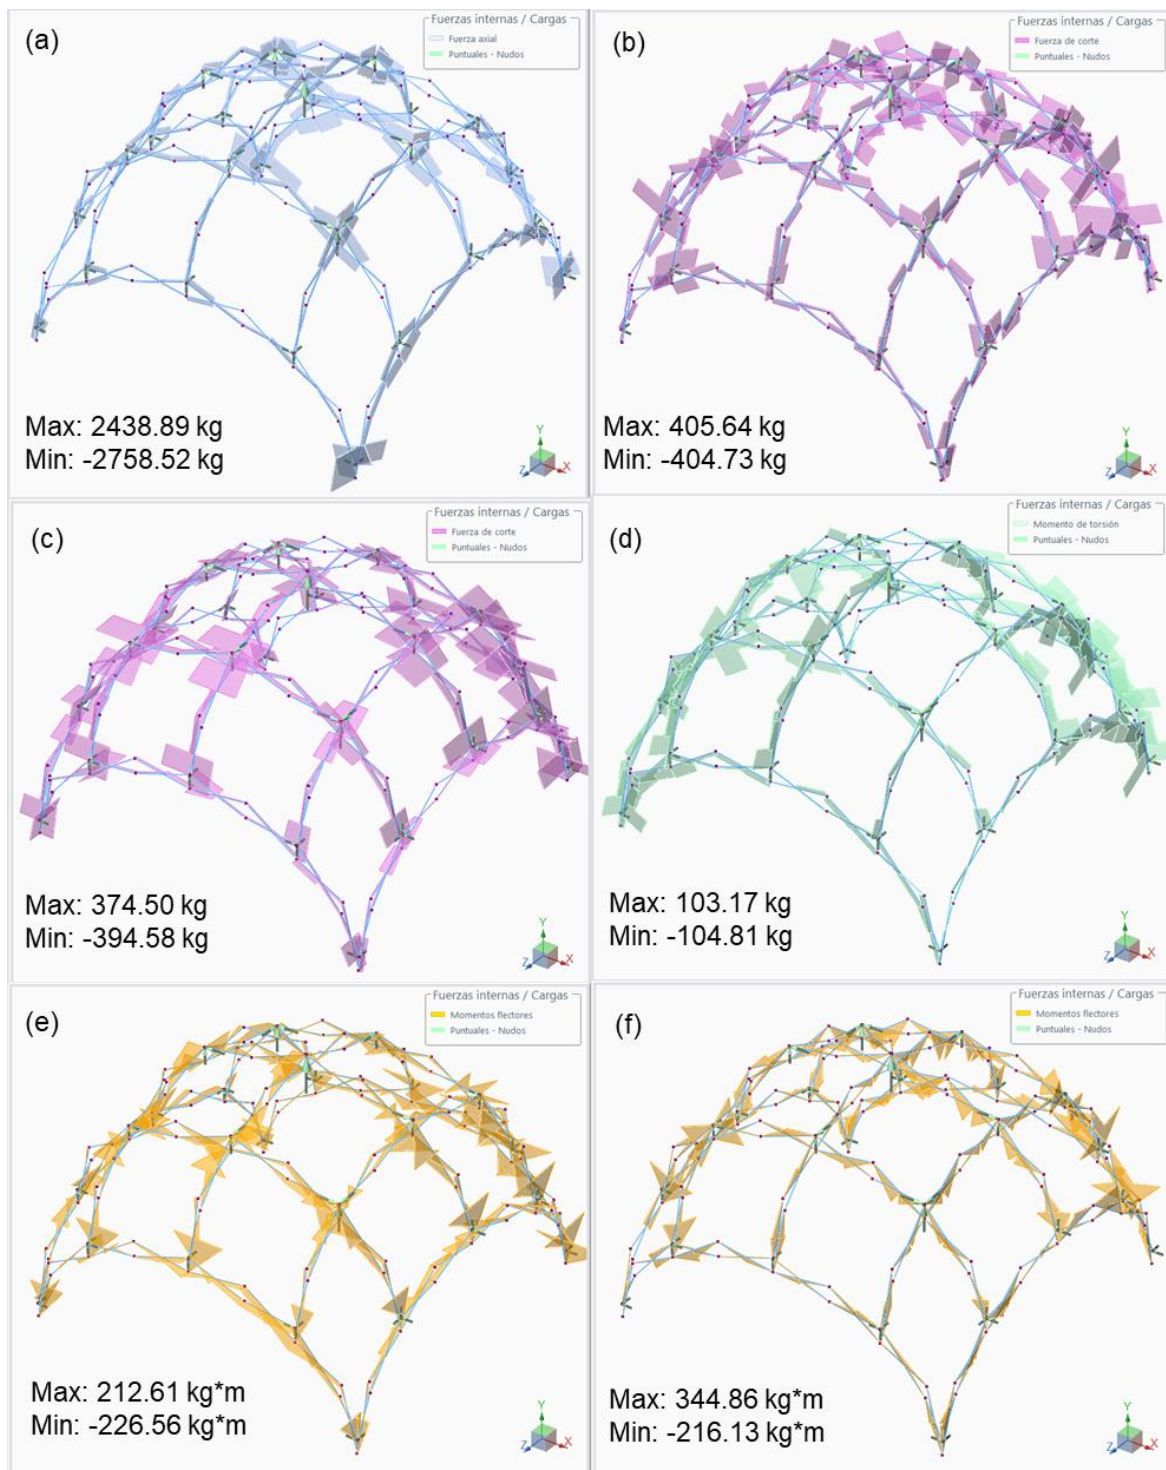 (a)
Fuerzas internas / Cargas
Fuerza axial
Puntuales - Nudos
Max: 2438.89 kg
Min: -2758.52 kg
Y
Z
X
(b)
Fuerzas internas / Cargas
Fuerza de corte
Puntuales - Nudos
Max: 405.64 kg
Min: -404.73 kg
Y
Z
X
(c)
Fuerzas internas / Cargas
Fuerza de corte
Puntuales - Nudos
Max: 374.50 kg
Min: -394.58 kg
Y
Z
X
(d)
Fuerzas internas / Cargas
Momento de torsión
Puntuales - Nudos
Max: 103.17 kg
Min: -104.81 kg
Y
Z
X
(e)
Fuerzas internas / Cargas
Momentos flectores
Puntuales - Nudos
Max: 212.61 kg*m
Min: -226.56 kg*m
Y
Z
X
(f)
Fuerzas internas / Cargas
Momentos flectores
Puntuales - Nudos
Max: 344.86 kg*m
Min: -216.13 kg*m
Y
Z
X